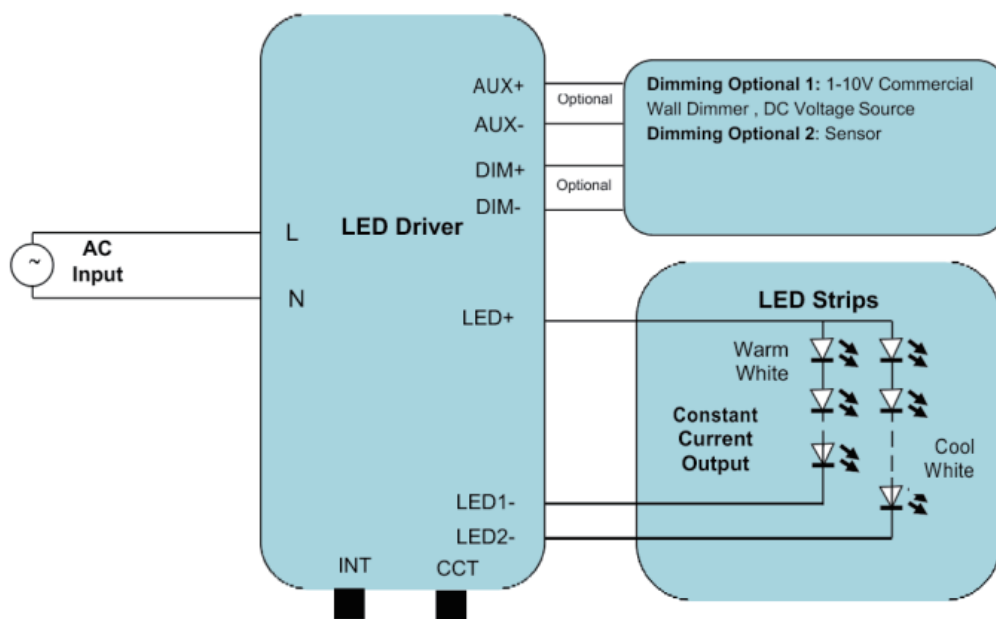 AUX+
Optional
AUX-
DIM+
Optional
DIM-
Dimming Optional 1: 1-10V Commercial
Wall Dimmer , DC Voltage Source
Dimming Optional 2: Sensor
LED Driver
L
N
~
AC
Input
LED+
LED1-
LED2-
INT
CCT
LED Strips
Warm
White
Constant
Current
Output
Cool
White